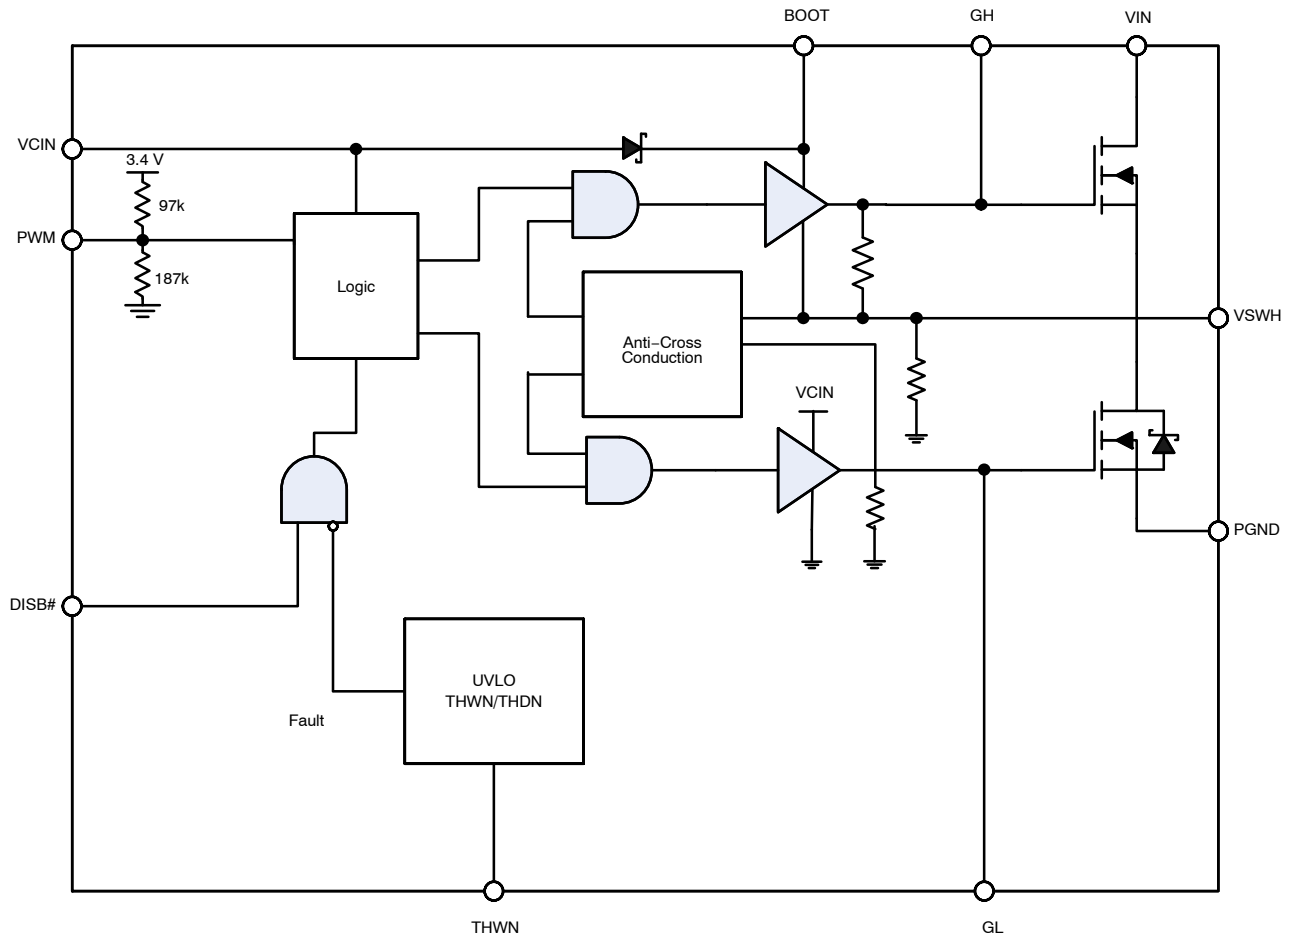 BOOT
GH
VIN
VCIN
3.4 V
97k
PWM
187k
Logic
VSWH
Anti−Cross
Conduction
VCIN
PGND
DISB#
UVLO
THWN/THDN
Fault
THWN
GL